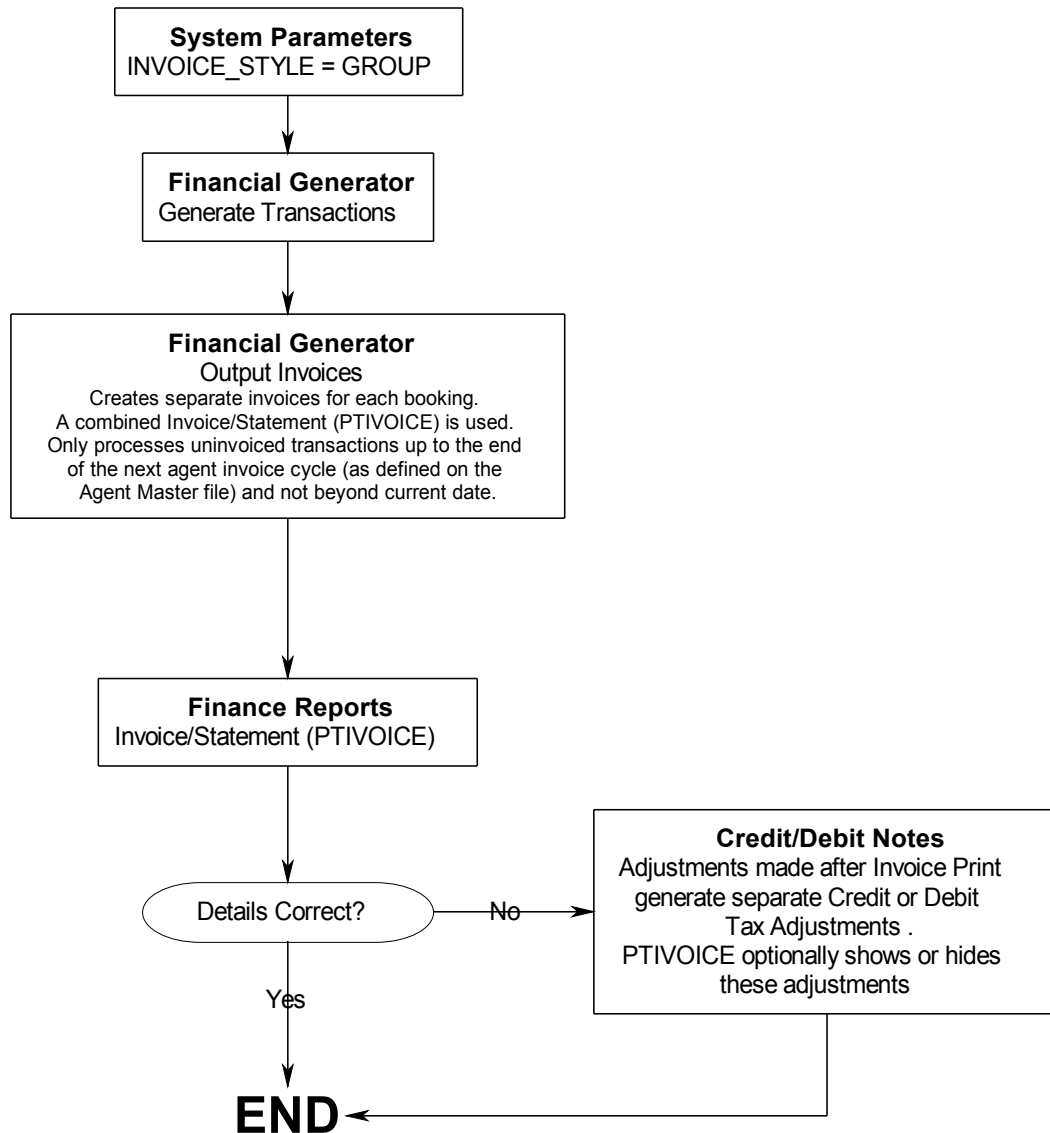 System Parameters
INVOICE_STYLE = GROUP
Financial Generator
Generate Transactions
Financial Generator
Output Invoices
Creates separate invoices for each booking.
A combined Invoice/Statement (PTIVOICE) is used.
Only processes uninvoiced transactions up to the end
of the next agent invoice cycle (as defined on the
Agent Master file) and not beyond current date.
Finance Reports
Invoice/Statement (PTIVOICE)
Details Correct?
No
Credit/Debit Notes
Adjustments made after Invoice Print
generate separate Credit or Debit
Tax Adjustments .
PTIVOICE optionally shows or hides
these adjustments
Yes
END